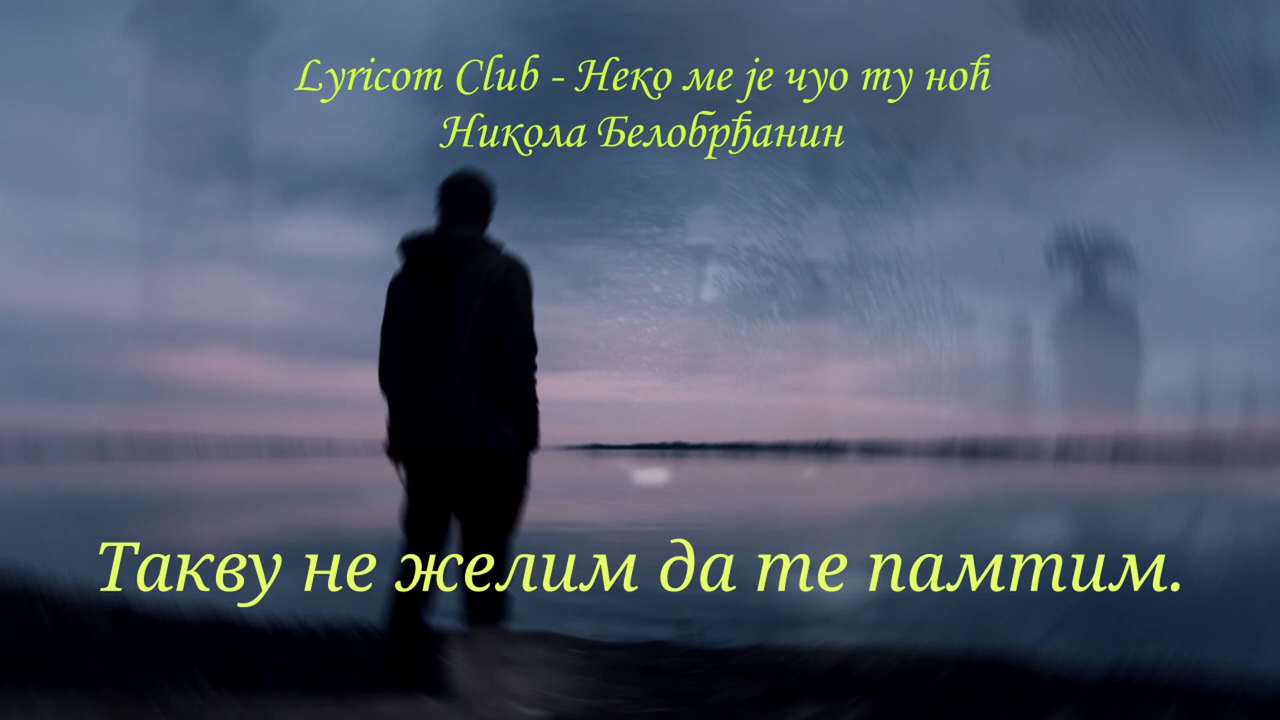 Lyricom Club - Неко ме је чуо ту ноћ
Никола Белобрђанин
Такву не желим да те памтим.